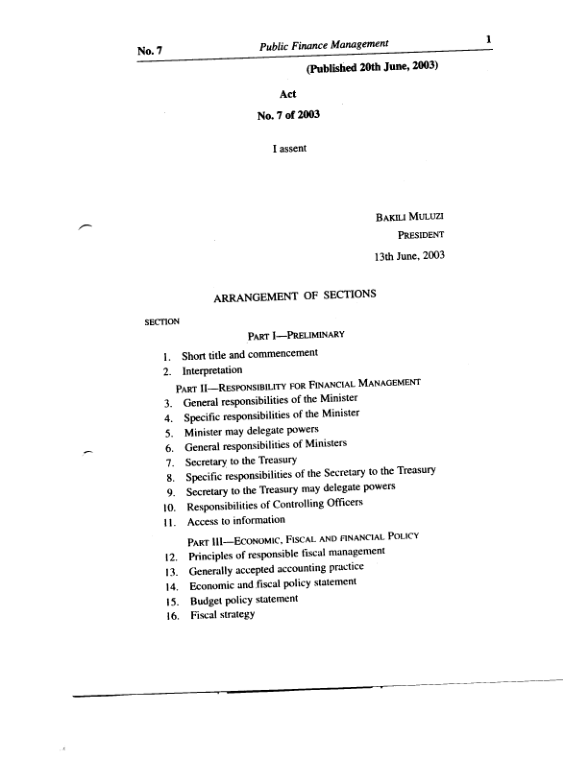 No. 7 Public Finance Management 1
(Published 20th June, 2003)
Act
No. 7 of 2003
I assent
BAKILI MULUZI
PRESIDENT
13th June, 2003
ARRANGEMENT OF SECTIONS
SECTION
PART I—PRELIMINARY
1. Short title and commencement
2. Interpretation
PART II—RESPONSIBILITY FOR FINANCIAL MANAGEMENT
3. General responsibilities of the Minister
4. Specific responsibilities of the Minister
5. Minister may delegate powers
6. General responsibilities of Ministers
7. Secretary to the Treasury
8. Specific responsibilities of the Secretary to the Treasury
9. Secretary to the Treasury may delegate powers
10. Responsibilities of Controlling Officers
11. Access to information
PART III—ECONOMIC, FISCAL AND FINANCIAL POLICY
12. Principles of responsible fiscal management
13. Generally accepted accounting practice
14. Economic and fiscal policy statement
15. Budget policy statement
16. Fiscal strategy